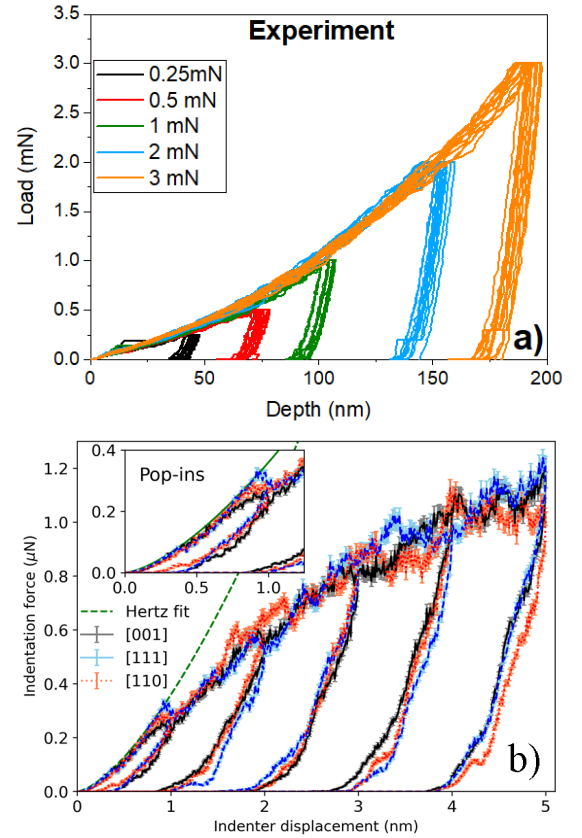 Experiment
3.5
3.0
2.5
2.0
1.5
1.0
0.5
0.0
Load (mN)
0.25mN
0.5 mN
1 mN
2 mN
3 mN
a)
0
50
100
150
200
Depth (nm)
0.4
0.2
0.0
Pop-ins
0.0
0.5
1.0
1.2
1.0
0.8
0.6
0.4
0.2
0.0
Indentation force (μN)
Hertz fit
[001]
[111]
[110]
b)
0
1
2
3
4
5
Indenter displacement (nm)